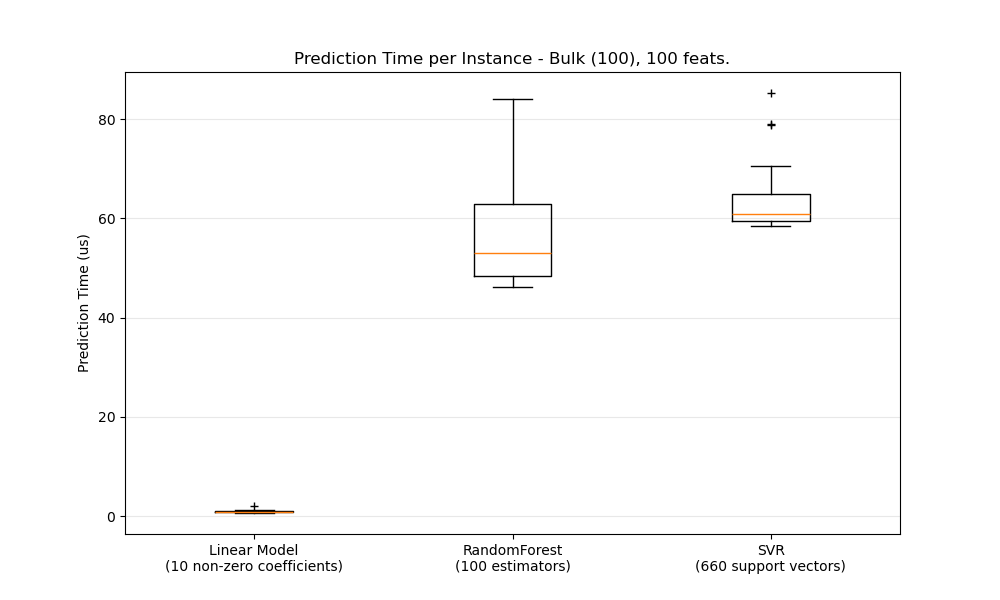 Prediction Time per Instance - Bulk (100), 100 feats.
Prediction Time (us)
80
60
40
20
0
Linear Model
(10 non-zero coefficients)
RandomForest
(100 estimators)
SVR
(660 support vectors)